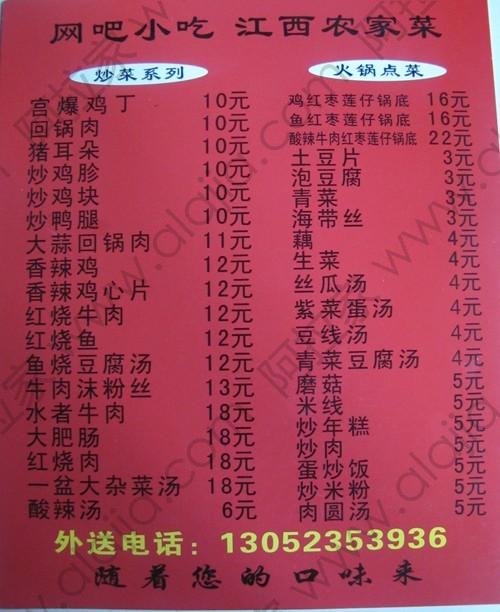 网吧小吃 江西农家菜
炒菜系列
宫爆鸡丁 10元
回锅肉 10元
猪耳朵 10元
炒鸡胗 10元
炒鸡块 10元
炒鸭腿 10元
大蒜回锅肉 11元
香辣鸡 12元
香辣鸡心片 12元
红烧牛肉 12元
红烧鱼 12元
鱼烧豆腐汤 12元
牛肉沫粉丝 13元
水者牛肉 18元
大肥肠 18元
红烧肉 18元
一盆大杂菜汤 18元
酸辣汤 6元
火锅点菜
鸡红枣莲仔锅底 16元
鱼红枣莲仔锅底 16元
酸辣牛肉红枣莲仔锅底 22元
土豆片 3元
泡豆腐 3元
青菜 3元
海带丝 3元
藕 4元
生菜 4元
丝瓜汤 4元
紫菜蛋汤 4元
豆线汤 4元
青菜豆腐汤 4元
磨菇 5元
米线 5元
炒年糕 5元
炒肉 5元
蛋炒饭 5元
炒米粉 5元
肉圆汤 5元
外送电话：13052353936
随着您的口味来